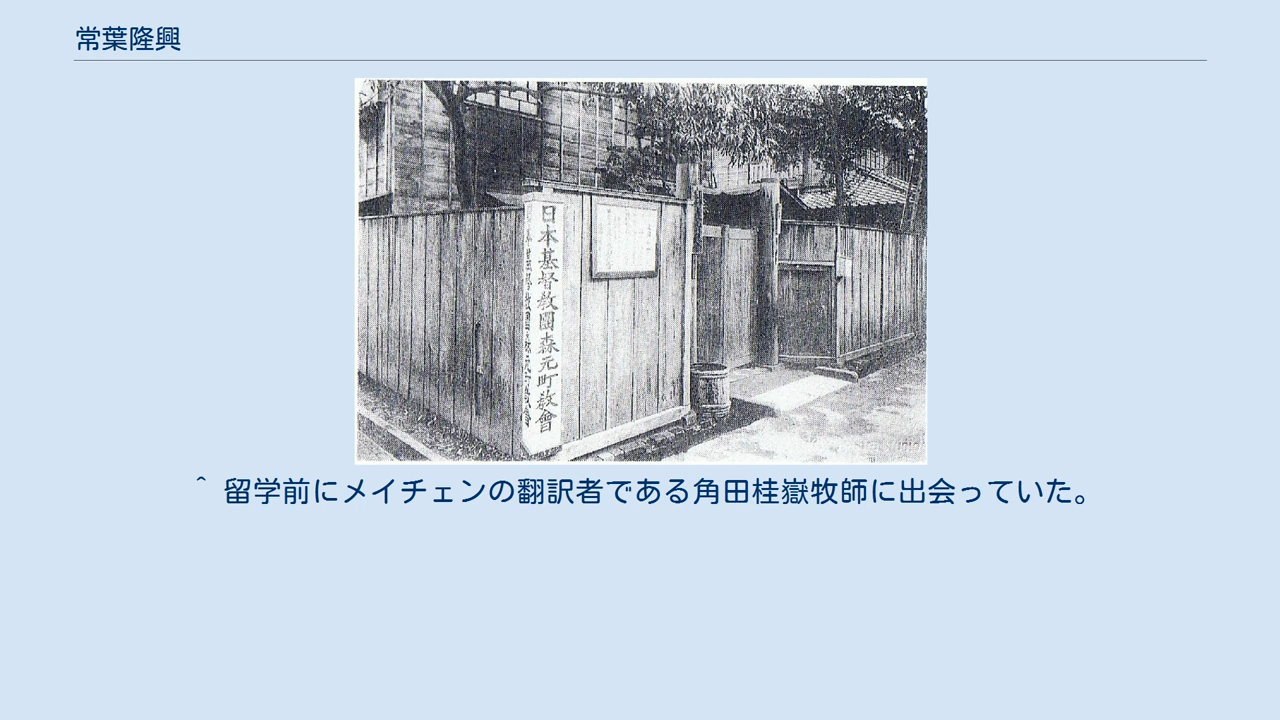 常葉隆興
日本基督教團森元町教會
^ 留学前にメイチェンの翻訳者である角田桂嶽牧師に出会っていた。